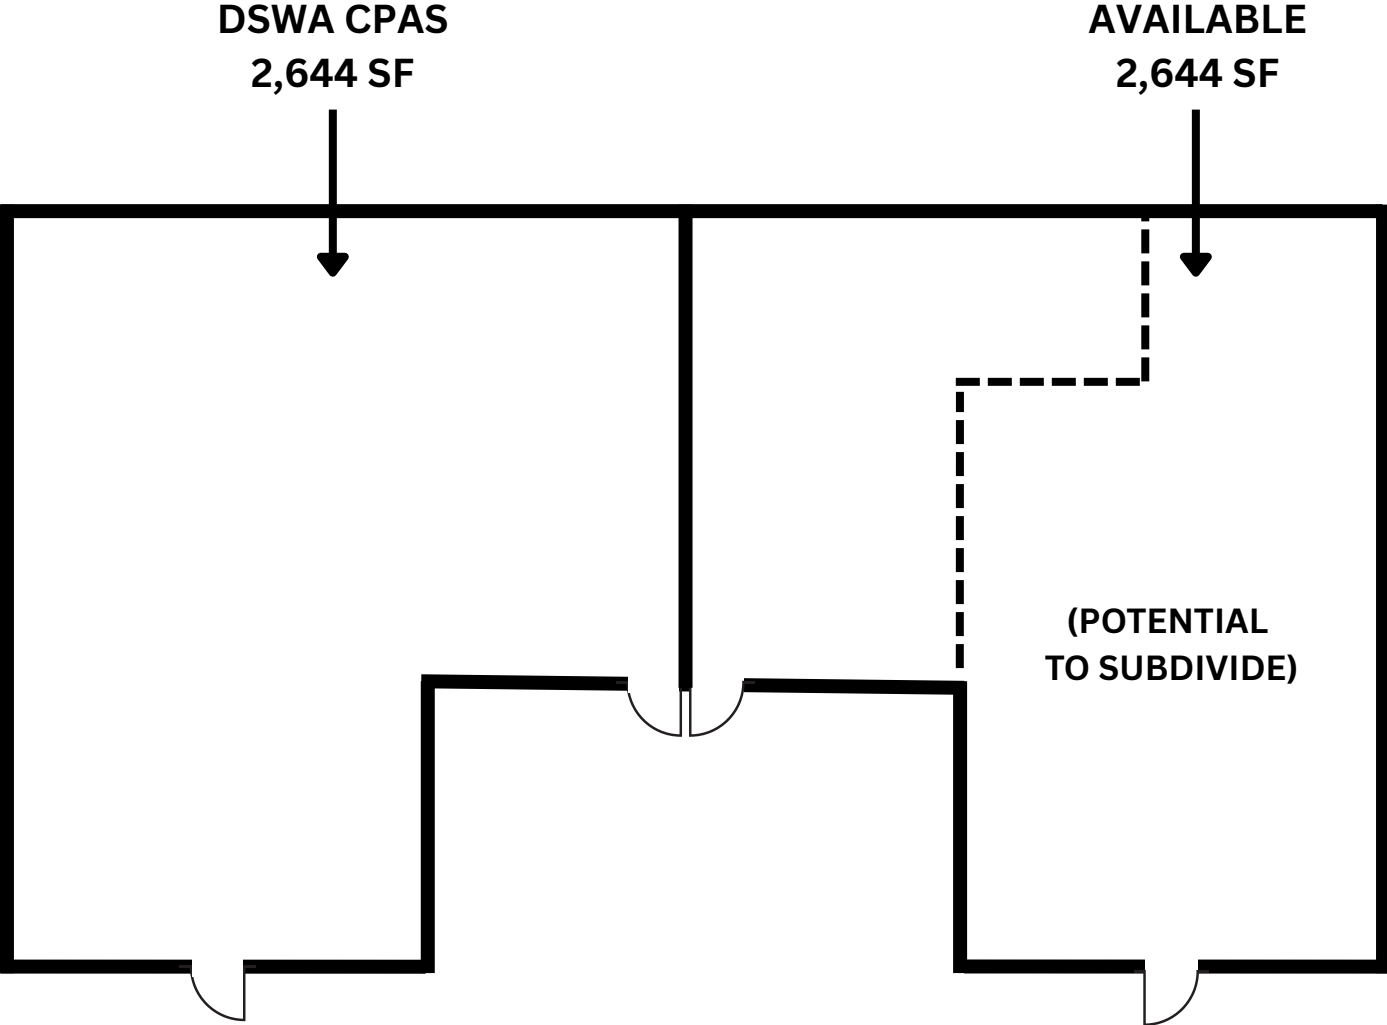 DSWA CPAS
2,644 SF
AVAILABLE
2,644 SF
(POTENTIAL
TO SUBDIVIDE)